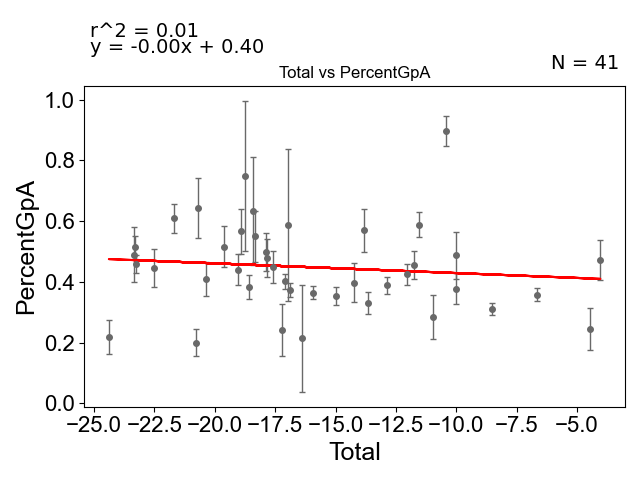 r^2 = 0.01
y = -0.00x + 0.40
N = 41
Total vs PercentGpA
PercentGpA
1.0
0.8
0.6
0.4
0.2
0.0
−25.0 −22.5 −20.0 −17.5 −15.0 −12.5 −10.0 −7.5 −5.0
Total